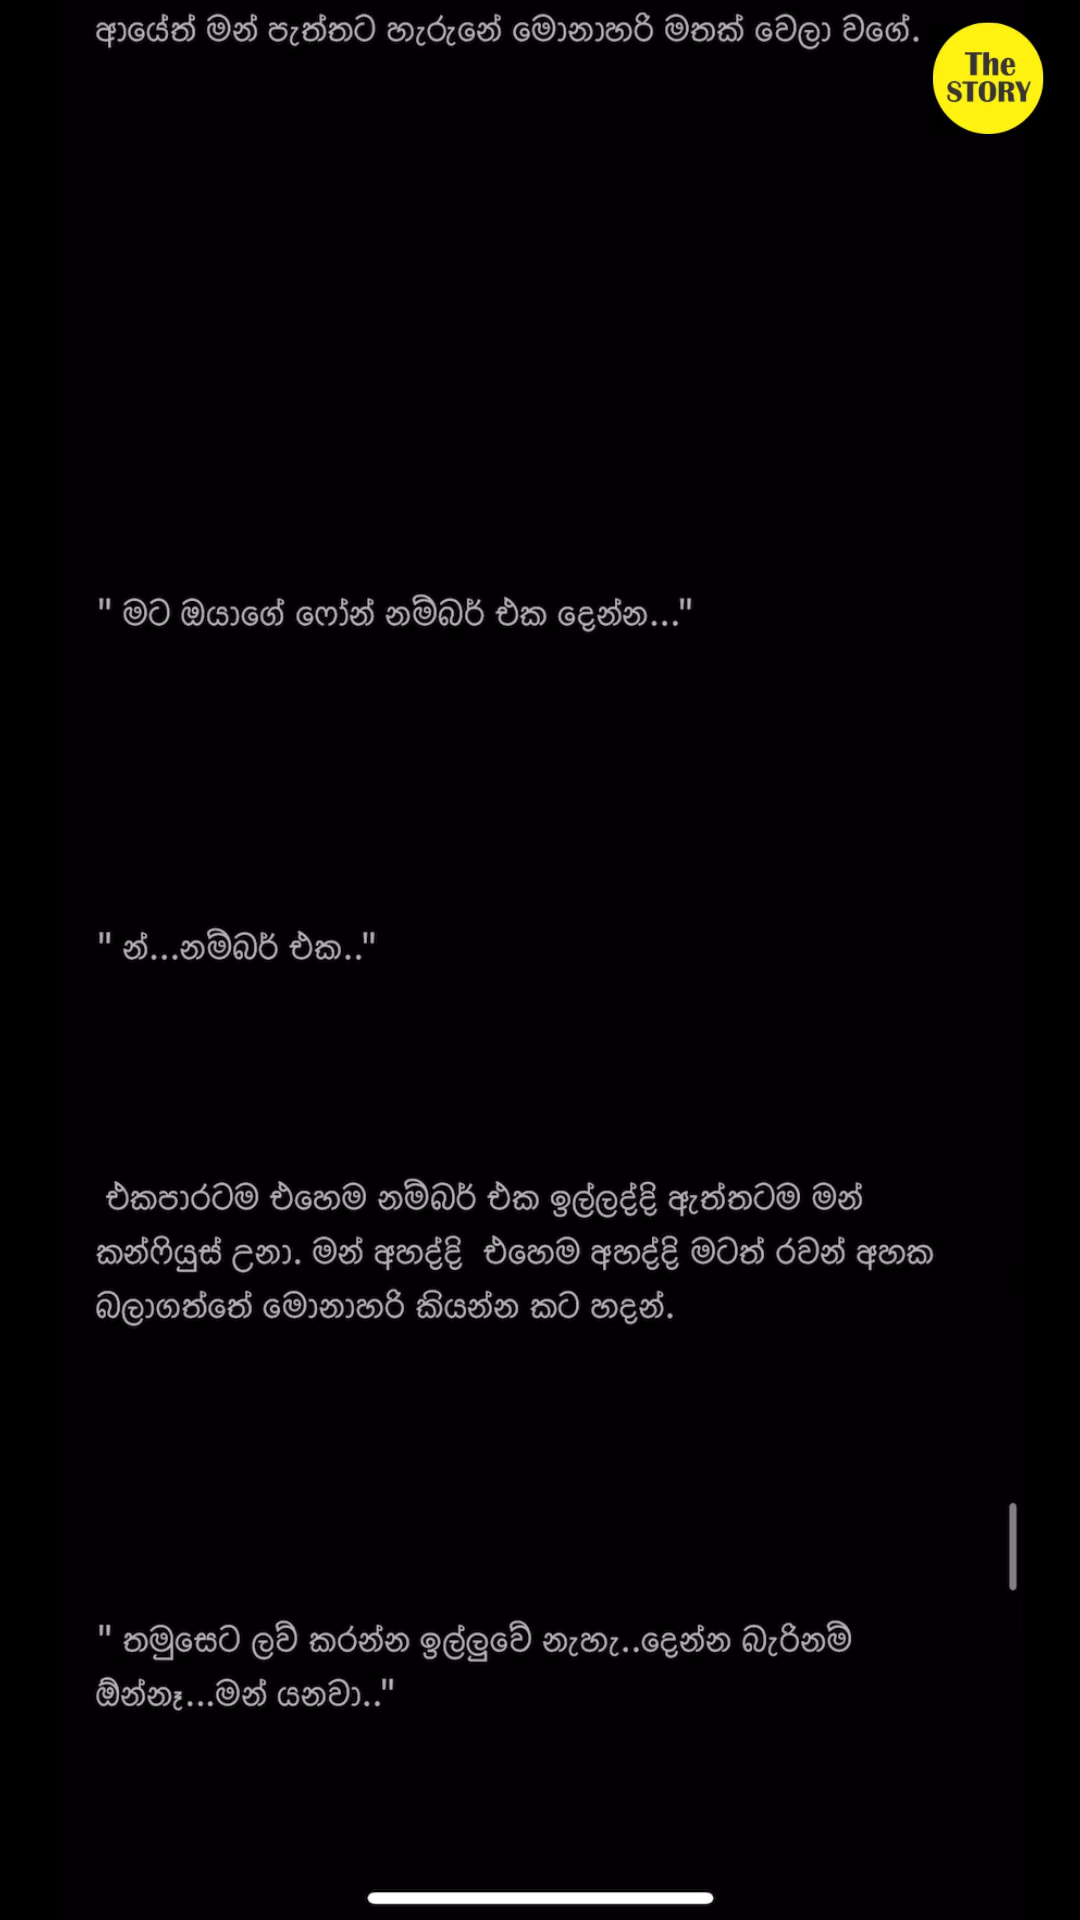 ආයේත් මන් පැත්තට හැරුනේ මොනාහරි මතක් වෙලා වගේ.
The
STORY
" මට ඔයාගේ ෆෝන් නම්බර් එක දෙන්න..."
" න්...නම්බර් එක.."
එකපාරටම එහෙම නම්බර් එක ඉල්ලද්දි ඇත්තටම මන්
කන්ෆියුස් උනා. මන් අහද්දි  එහෙම අහද්දි මටත් රවන් අහක
බලාගත්තේ මොනාහරි කියන්න කට හදන්.
" තමුසෙට ලව් කරන්න ඉල්ලුවේ නැහැ..දෙන්න බැරිනම්
ඕන්නෑ...මන් යනවා.."